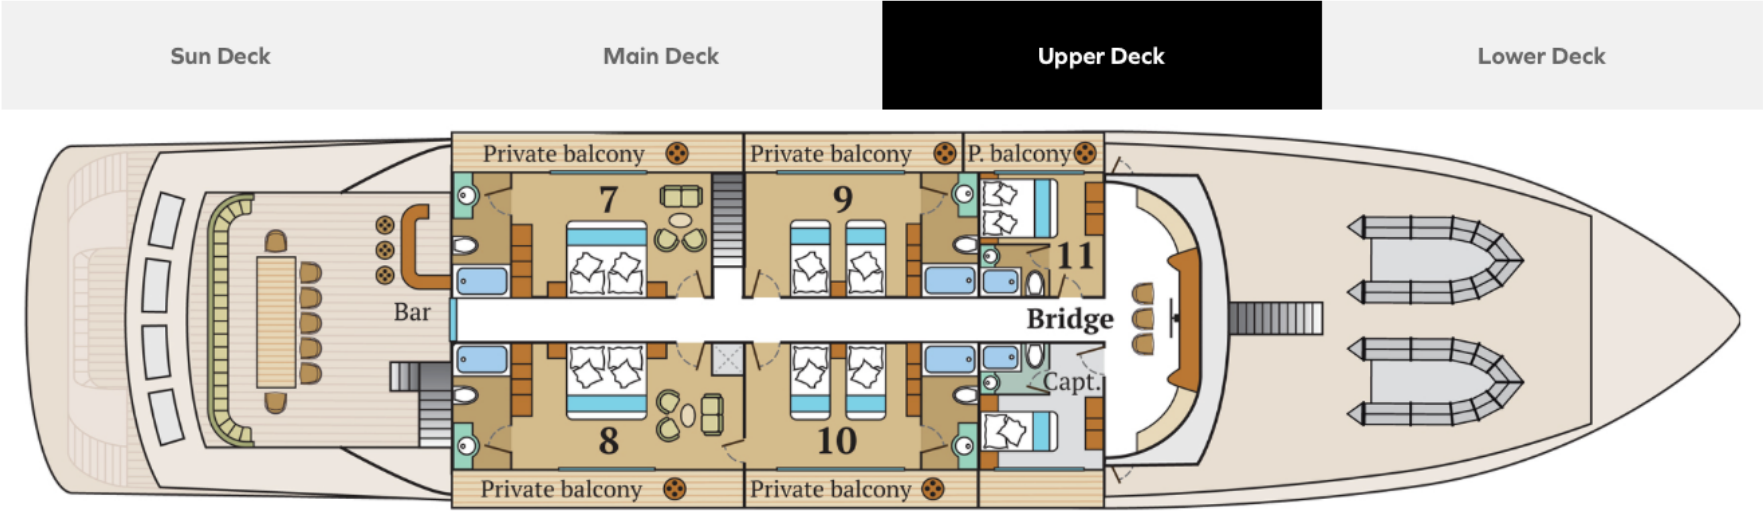 Sun Deck
Main Deck
Upper Deck
Lower Deck
Private balcony
Private balcony
P. balcony
7
9
11
Bar
Bridge
Capt.
8
10
Private balcony
Private balcony